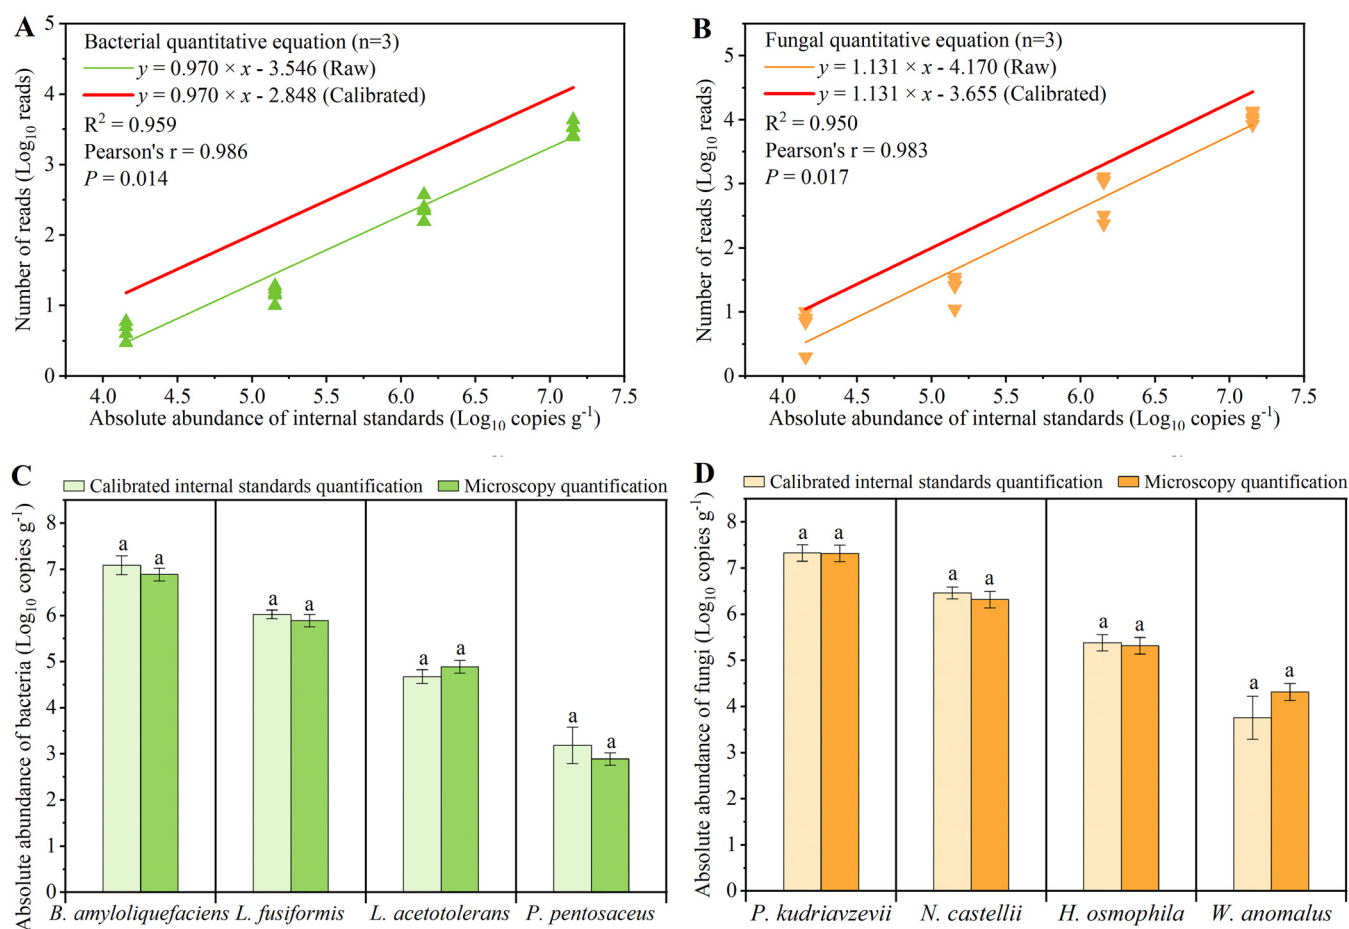 A
Bacterial quantitative equation (n=3)
y = 0.970 × x - 3.546 (Raw)
y = 0.970 × x - 2.848 (Calibrated)
R² = 0.959
Pearson's r = 0.986
P = 0.014
Number of reads (Log₁₀ reads)
5
4
3
2
1
0
4.0 4.5 5.0 5.5 6.0 6.5 7.0 7.5
Absolute abundance of internal standards (Log₁₀ copies g⁻¹)
B
Fungal quantitative equation (n=3)
y = 1.131 × x - 4.170 (Raw)
y = 1.131 × x - 3.655 (Calibrated)
R² = 0.950
Pearson's r = 0.983
P = 0.017
Number of reads (Log₁₀ reads)
5
4
3
2
1
0
4.0 4.5 5.0 5.5 6.0 6.5 7.0 7.5
Absolute abundance of internal standards (Log₁₀ copies g⁻¹)
C
Calibrated internal standards quantification Microscopy quantification
Absolute abundance of bacteria (Log₁₀ copies g⁻¹)
8
7
6
5
4
3
2
1
0
a a a a a a a a
B. amyloliquefaciens L. fusiformis L. acetotolerans P. pentosaceus
D
Calibrated internal standards quantification Microscopy quantification
Absolute abundance of fungi (Log₁₀ copies g⁻¹)
8
7
6
5
4
3
2
1
0
a a a a a a a a
P. kudriavzevii N. castellii H. osmophila W. anomalus